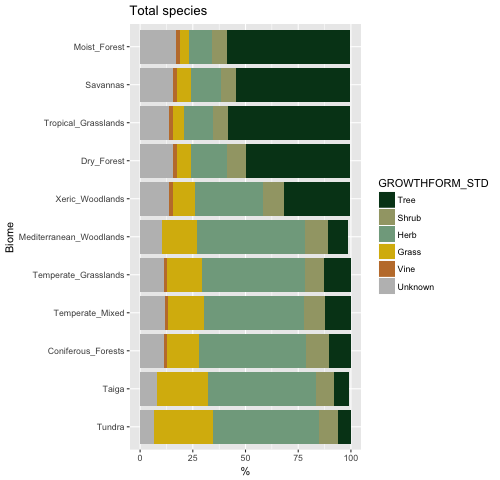 Total species
Biome
Moist_Forest
Savannas
Tropical_Grasslands
Dry_Forest
Xeric_Woodlands
Mediterranean_Woodlands
Temperate_Grasslands
Temperate_Mixed
Coniferous_Forests
Taiga
Tundra
0 25 50 75 100
%
GROWTHFORM_STD
Tree
Shrub
Herb
Grass
Vine
Unknown